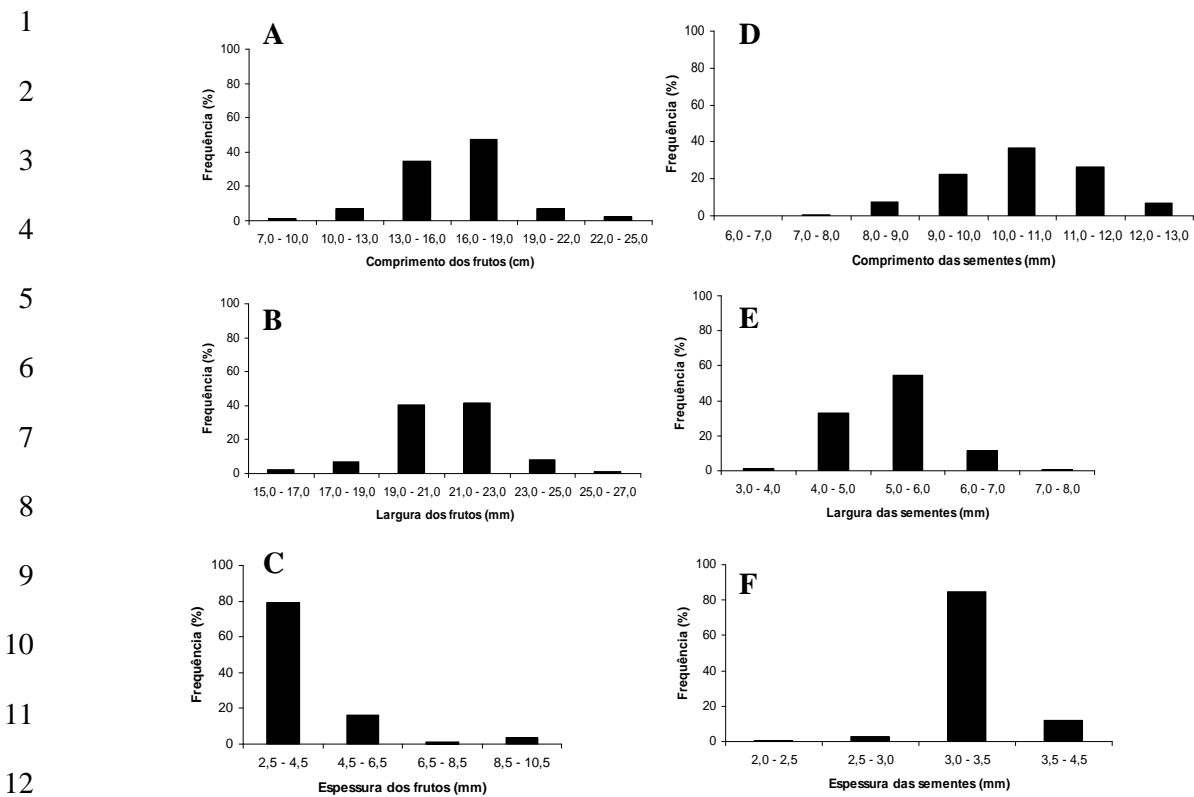 1
2
3
4
5
6
7
8
9
10
11
12
A
Frequência (%)
100
80
60
40
20
0
7,0 - 10,0 10,0 - 13,0 13,0 - 16,0 16,0 - 19,0 19,0 - 22,0 22,0 - 25,0
Comprimento dos frutos (cm)
D
Frequência (%)
100
80
60
40
20
0
6,0 - 7,0 7,0 - 8,0 8,0 - 9,0 9,0 - 10,0 10,0 - 11,0 11,0 - 12,0 12,0 - 13,0
Comprimento das sementes (mm)
B
Frequência (%)
100
80
60
40
20
0
15,0 - 17,0 17,0 - 19,0 19,0 - 21,0 21,0 - 23,0 23,0 - 25,0 25,0 - 27,0
Largura dos frutos (mm)
E
Frequência (%)
100
80
60
40
20
0
3,0 - 4,0 4,0 - 5,0 5,0 - 6,0 6,0 - 7,0 7,0 - 8,0
Largura das sementes (mm)
C
Frequência (%)
100
80
60
40
20
0
2,5 - 4,5 4,5 - 6,5 6,5 - 8,5 8,5 - 10,5
Espessura dos frutos (mm)
F
Frequência (%)
100
80
60
40
20
0
2,0 - 2,5 2,5 - 3,0 3,0 - 3,5 3,5 - 4,5
Espessura das sementes (mm)